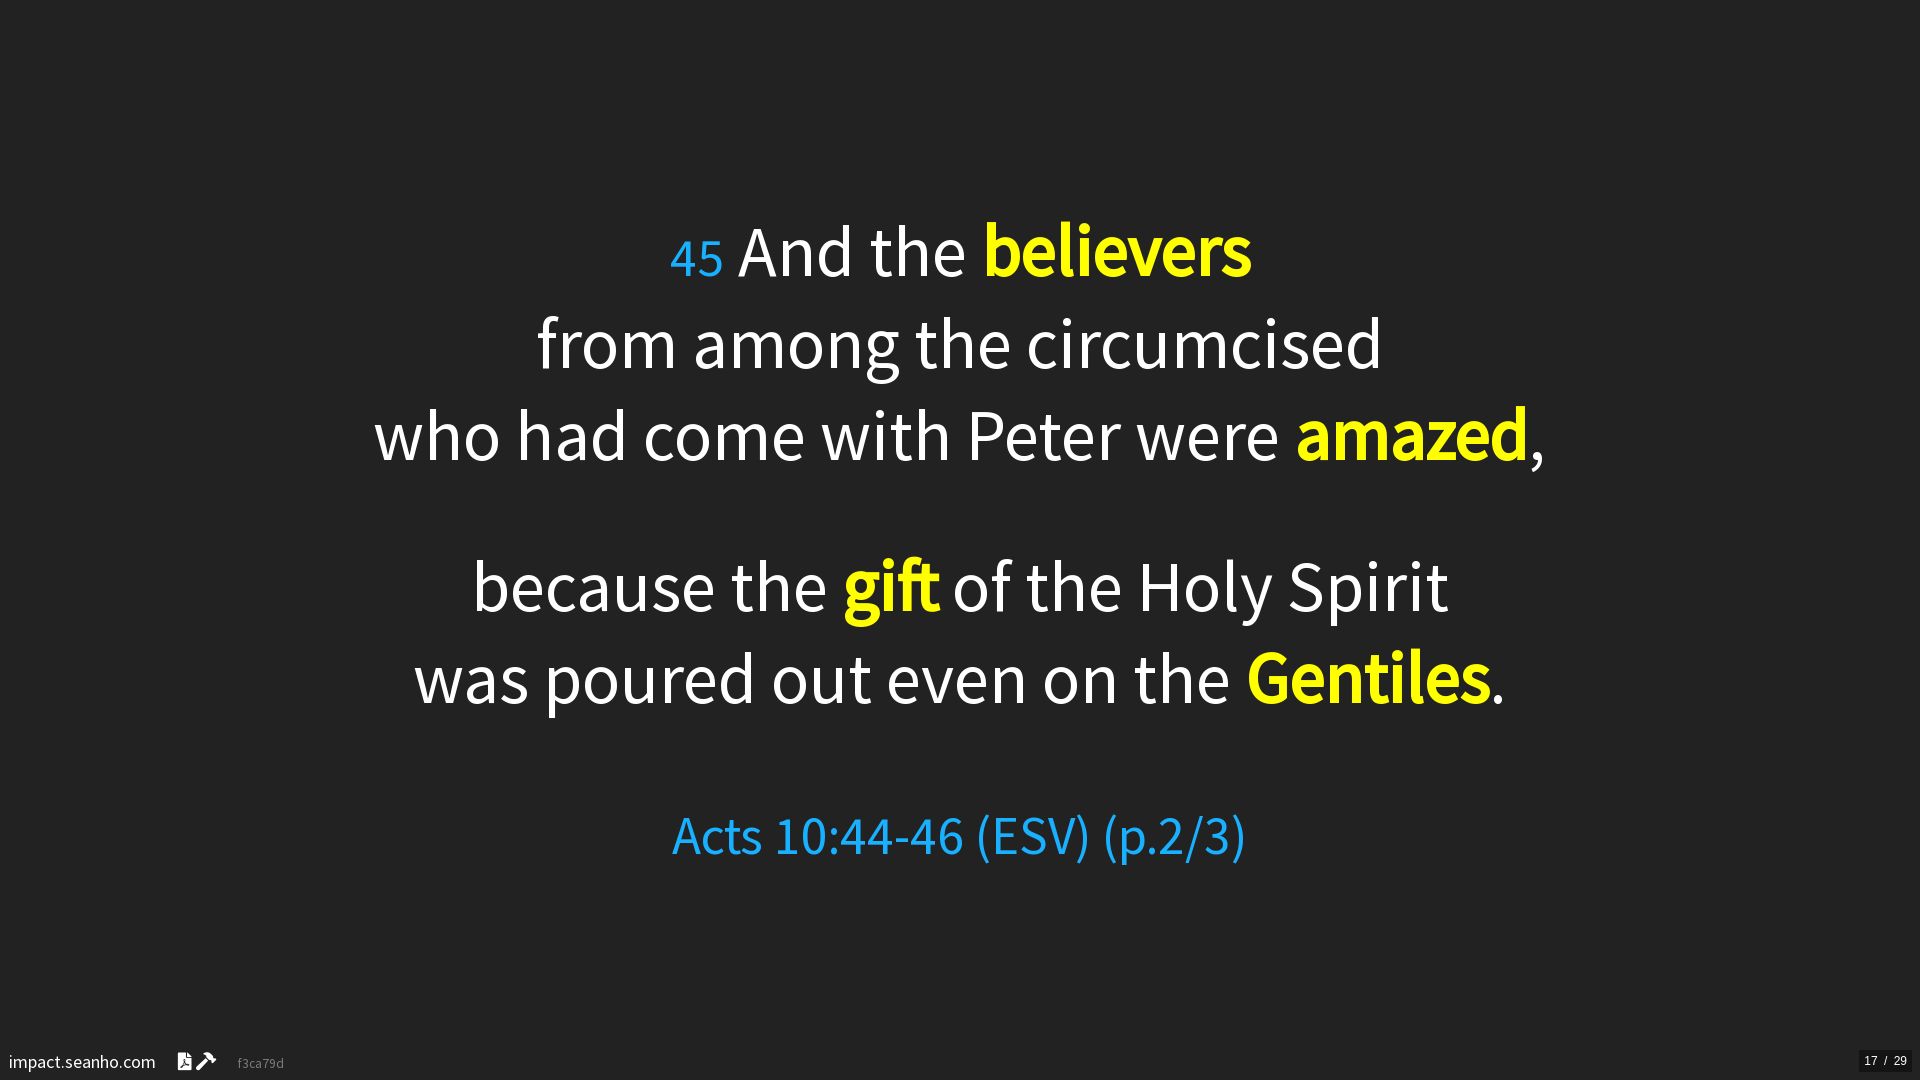 45 And the believers
from among the circumcised
who had come with Peter were amazed,
because the gift of the Holy Spirit
was poured out even on the Gentiles.
Acts 10:44-46 (ESV) (p.2/3)
impact.seanho.com f3ca79d
17 / 29